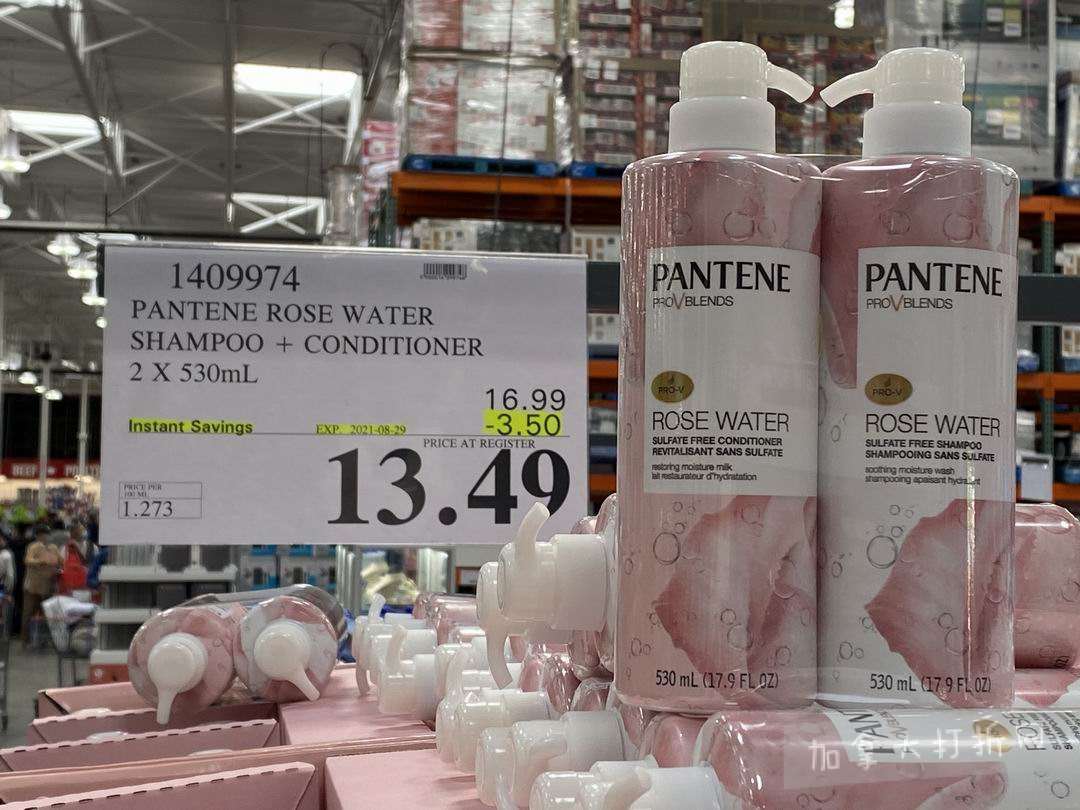 1409974
PANTENE ROSE WATER
SHAMPOO + CONDITIONER
2 X 530mL
16.99
Instant Savings EXP. 2021-08-29 -3.50
PRICE AT REGISTER
13.49
PRICE PER
100 ML
1.273
PANTENE
PRO V BLENDS
PRO-V
ROSE WATER
SULFATE FREE CONDITIONER
REVITALISANT SANS SULFATE
restoring moisture milk
lait restaurateur d'hydratation
530 mL (17.9 FL OZ)
PANTENE
PRO V BLENDS
PRO-V
ROSE WATER
SULFATE FREE SHAMPOO
SHAMPOOING SANS SULFATE
soothing moisture wash
shampooing apaisant hydratant
530 mL (17.9 FL OZ)
BEEF
加拿大打折